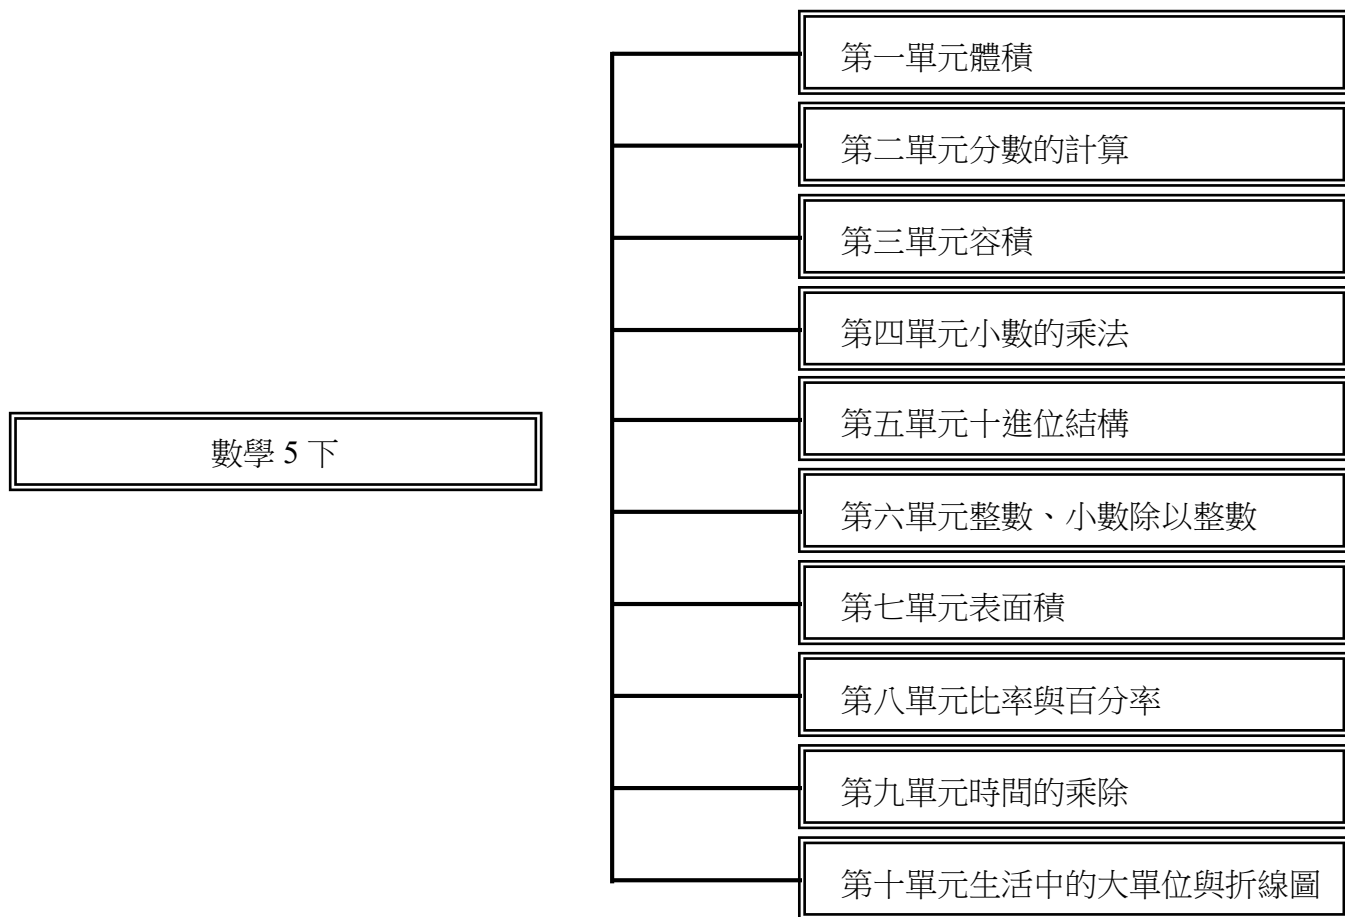 數學 5 下
第一單元體積
第二單元分數的計算
第三單元容積
第四單元小數的乘法
第五單元十進位結構
第六單元整數、小數除以整數
第七單元表面積
第八單元比率與百分率
第九單元時間的乘除
第十單元生活中的大單位與折線圖